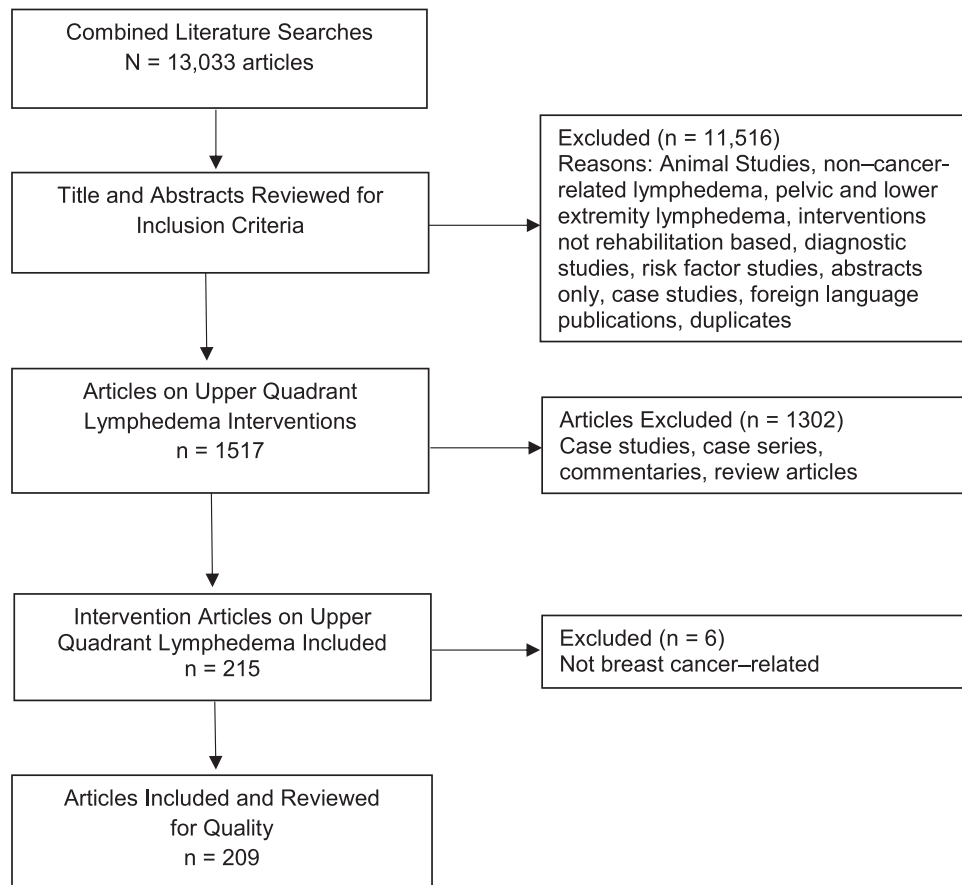 Combined Literature Searches
N = 13,033 articles
Title and Abstracts Reviewed for
Inclusion Criteria
Excluded (n = 11,516)
Reasons: Animal Studies, non–cancer-
related lymphedema, pelvic and lower
extremity lymphedema, interventions
not rehabilitation based, diagnostic
studies, risk factor studies, abstracts
only, case studies, foreign language
publications, duplicates
Articles on Upper Quadrant
Lymphedema Interventions
n = 1517
Articles Excluded (n = 1302)
Case studies, case series,
commentaries, review articles
Intervention Articles on Upper
Quadrant Lymphedema Included
n = 215
Excluded (n = 6)
Not breast cancer–related
Articles Included and Reviewed
for Quality
n = 209